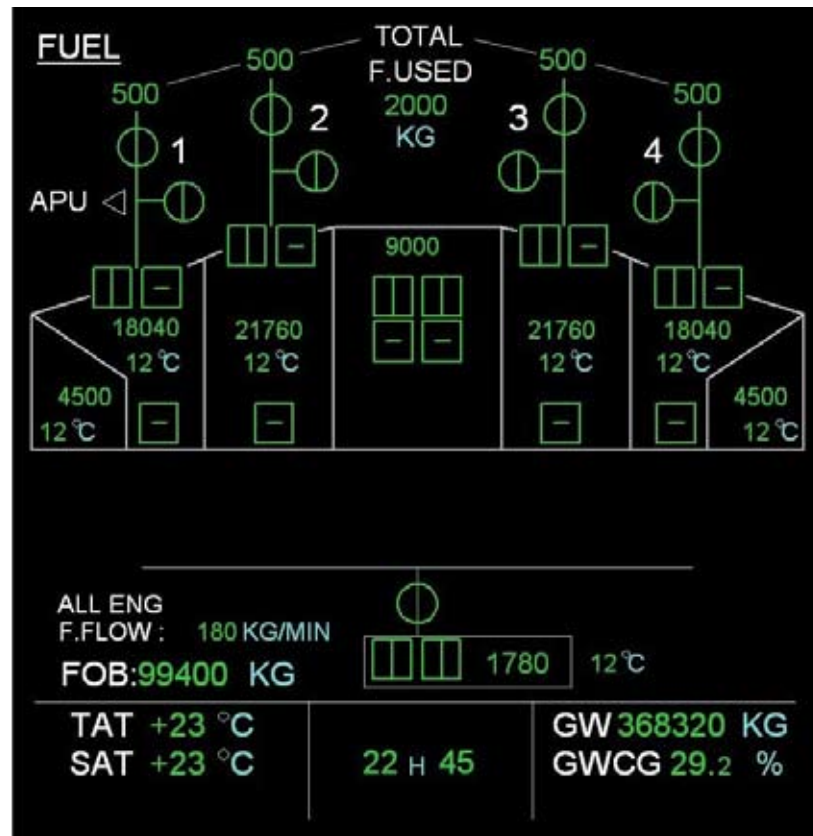 FUEL
TOTAL
F.USED
2000
KG
500 500 500 500
1 2 3 4
APU
9000
18040 21760 21760 18040
12 °C 12 °C 12 °C 12 °C
4500 4500
12 °C 12 °C
ALL ENG
F.FLOW : 180 KG/MIN
FOB:99400 KG
1780 12 °C
TAT +23 °C
SAT +23 °C
22 H 45
GW 368320 KG
GWCG 29.2 %